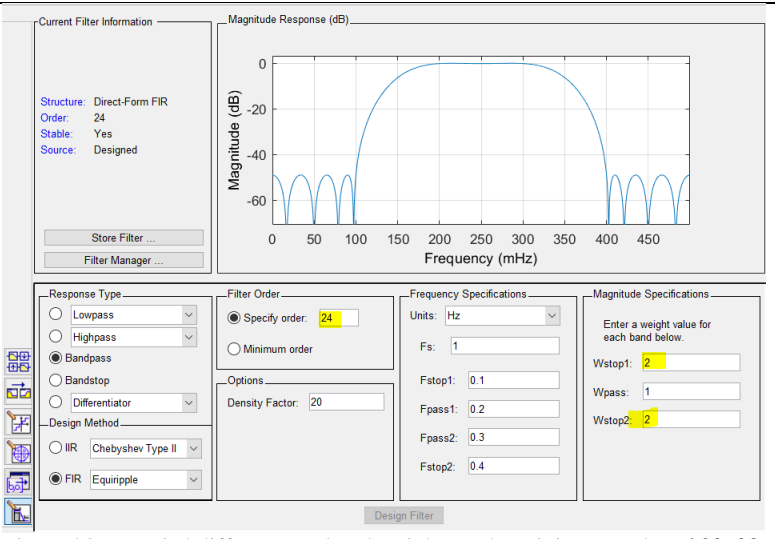 Current Filter Information
Structure: Direct-Form FIR
Order: 24
Stable: Yes
Source: Designed
Store Filter ...
Filter Manager ...
Magnitude Response (dB)
Magnitude (dB)
0
-20
-40
-60
0 50 100 150 200 250 300 350 400 450
Frequency (mHz)
Response Type
Lowpass
Highpass
Bandpass
Bandstop
Differentiator
Design Method
IIR Chebyshev Type II
FIR Equiripple
Filter Order
Specify order: 24
Minimum order
Options
Density Factor: 20
Frequency Specifications
Units: Hz
Fs: 1
Fstop1: 0.1
Fpass1: 0.2
Fpass2: 0.3
Fstop2: 0.4
Magnitude Specifications
Enter a weight value for
each band below.
Wstop1: 2
Wpass: 1
Wstop2: 2
Design Filter